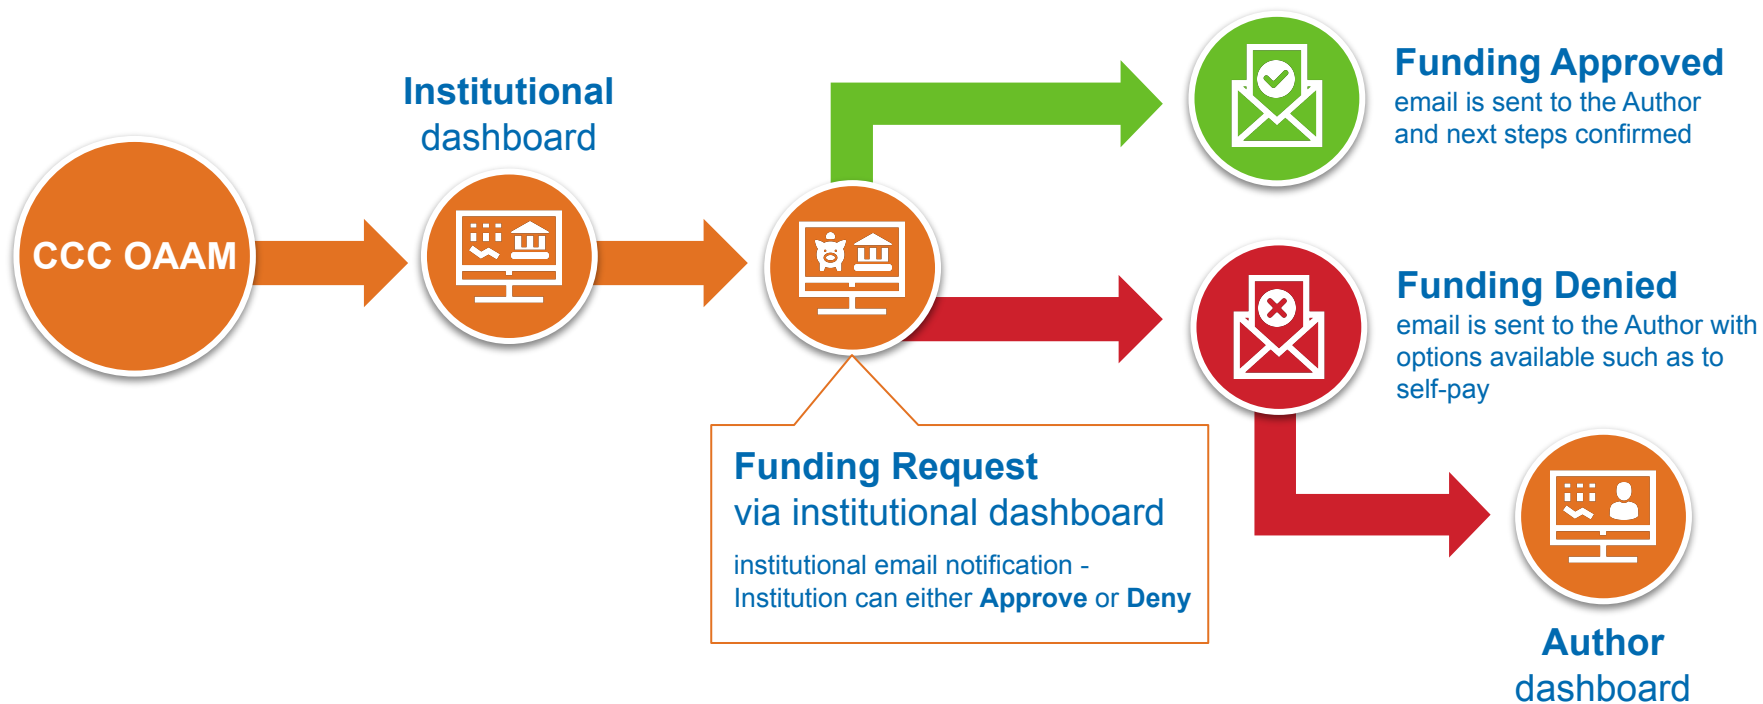 CCC OAAM
Institutional
dashboard
Funding Request
via institutional dashboard
institutional email notification -
Institution can either Approve or Deny
Funding Approved
email is sent to the Author
and next steps confirmed
Funding Denied
email is sent to the Author with
options available such as to
self-pay
Author
dashboard